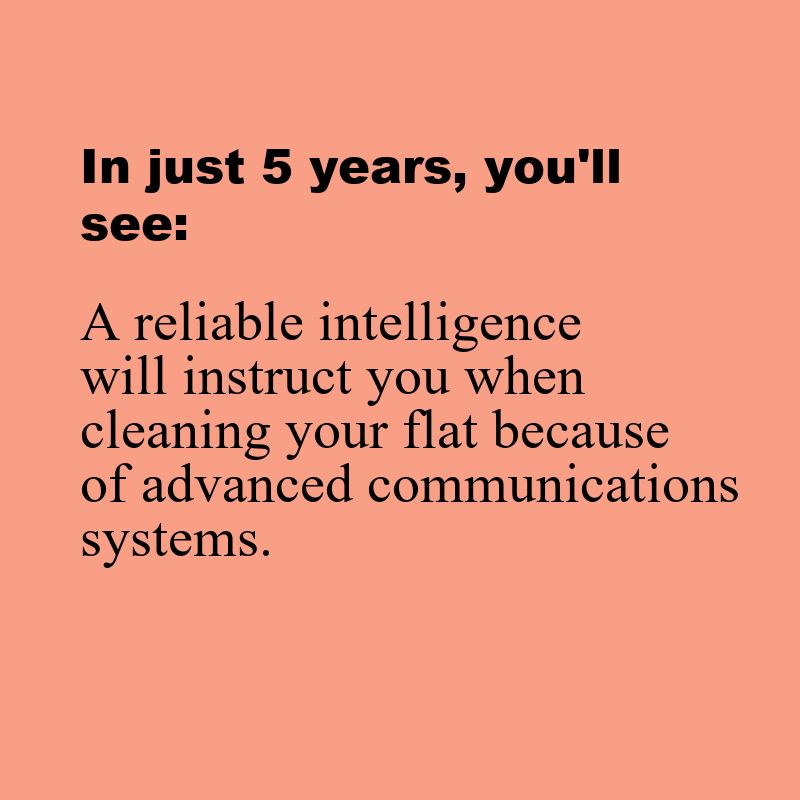 In just 5 years, you'll
see:
A reliable intelligence
will instruct you when
cleaning your flat because
of advanced communications
systems.